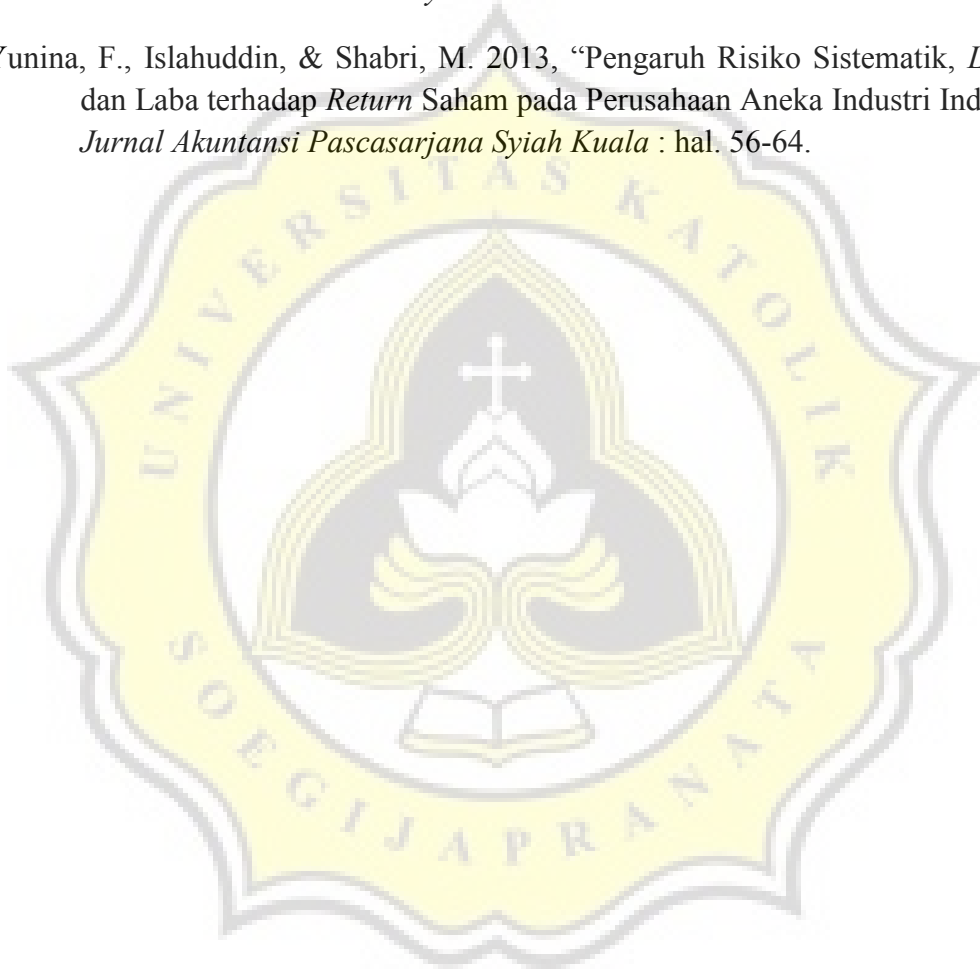 Yunina, F., Islahuddin, & Shabri, M. 2013, “Pengaruh Risiko Sistematik,
dan Laba terhadap Return Saham pada Perusahaan Aneka Industri
Jurnal Akuntansi Pascasarjana Syiah Kuala : hal. 56-64.
UNIVERSITAS KATOLIK
SOEGIJAPRANATA